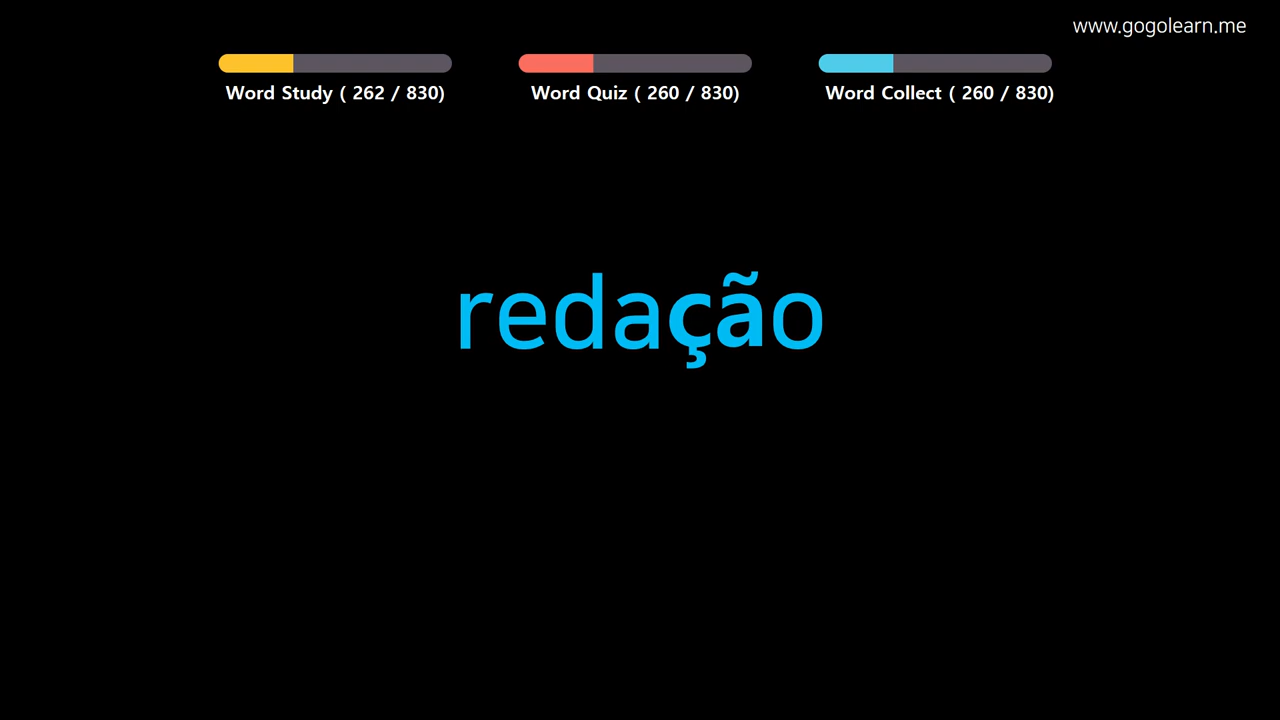 www.gogolearn.me
Word Study ( 262 / 830)
Word Quiz ( 260 / 830)
Word Collect ( 260 / 830)
redação